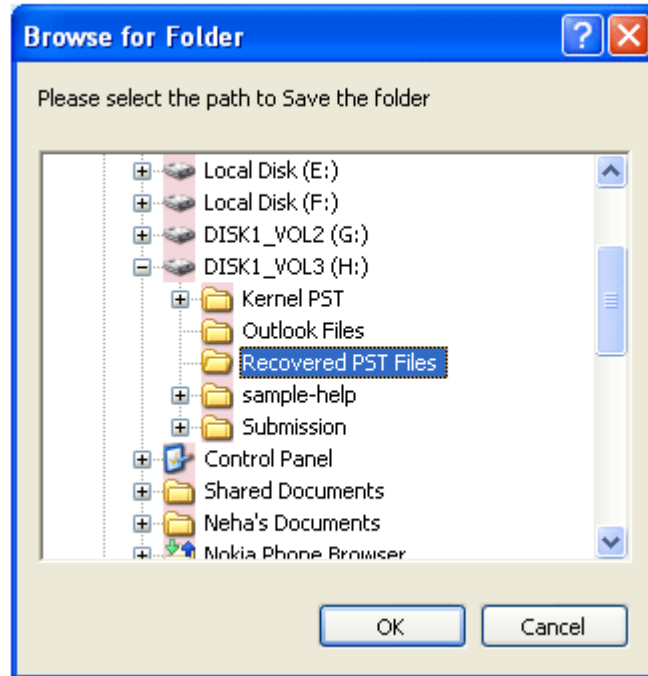 Browse for Folder
Please select the path to Save the folder
Local Disk (E:)
Local Disk (F:)
DISK1_VOL2 (G:)
DISK1_VOL3 (H:)
Kernel PST
Outlook Files
Recovered PST Files
sample-help
Submission
Control Panel
Shared Documents
Neha's Documents
Nokia Phone Browser
OK Cancel